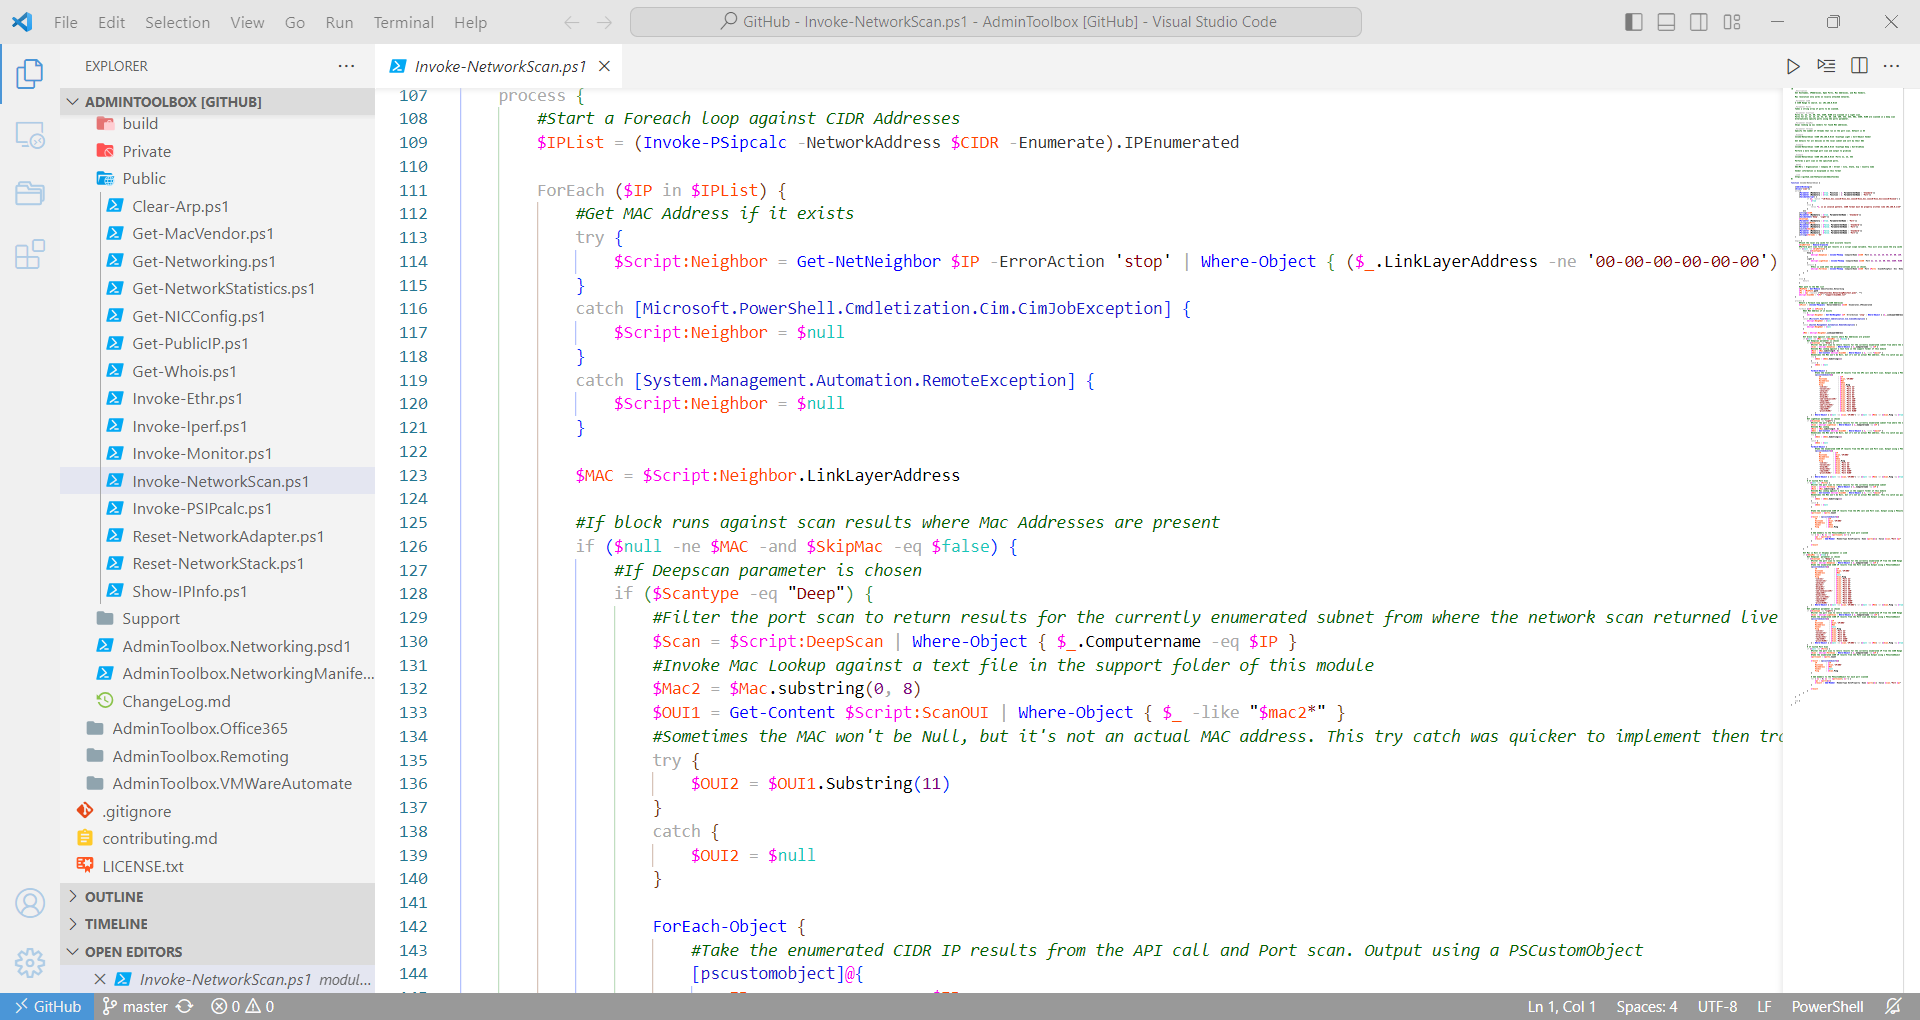 File Edit Selection View Go Run Terminal Help
GitHub - Invoke-NetworkScan.ps1 - AdminToolbox [GitHub] - Visual Studio Code
EXPLORER
ADMINTOOLBOX [GITHUB]
build
Private
Public
Clear-Arp.ps1
Get-MacVendor.ps1
Get-Networking.ps1
Get-NetworkStatistics.ps1
Get-NICConfig.ps1
Get-PublicIP.ps1
Get-Whois.ps1
Invoke-Ethr.ps1
Invoke-Iperf.ps1
Invoke-Monitor.ps1
Invoke-NetworkScan.ps1
Invoke-PSIPcalc.ps1
Reset-NetworkAdapter.ps1
Reset-NetworkStack.ps1
Show-IPInfo.ps1
Support
AdminToolbox.Networking.psd1
AdminToolbox.NetworkingManife...
ChangeLog.md
AdminToolbox.Office365
AdminToolbox.Remoting
AdminToolbox.VMWareAutomate
.gitignore
contributing.md
LICENSE.txt
OUTLINE
TIMELINE
OPEN EDITORS
Invoke-NetworkScan.ps1 modul...
Invoke-NetworkScan.ps1
107 process {
108 #Start a Foreach loop against CIDR Addresses
109 $IPList = (Invoke-PSipcalc -NetworkAddress $CIDR -Enumerate).IPEnumerated
110
111 ForEach ($IP in $IPList) {
112 #Get MAC Address if it exists
113 try {
114 $Script:Neighbor = Get-NetNeighbor $IP -ErrorAction 'stop' | Where-Object { ($_.LinkLayerAddress -ne '00-00-00-00-00-00')
115 }
116 catch [Microsoft.PowerShell.Cmdletization.Cim.CimJobException] {
117 $Script:Neighbor = $null
118 }
119 catch [System.Management.Automation.RemoteException] {
120 $Script:Neighbor = $null
121 }
122
123 $MAC = $Script:Neighbor.LinkLayerAddress
124
125 #If block runs against scan results where Mac Addresses are present
126 if ($null -ne $MAC -and $SkipMac -eq $false) {
127 #If Deepscan parameter is chosen
128 if ($Scantype -eq "Deep") {
129 #Filter the port scan to return results for the currently enumerated subnet from where the network scan returned live
130 $Scan = $Script:DeepScan | Where-Object { $_.Computername -eq $IP }
131 #Invoke Mac Lookup against a text file in the support folder of this module
132 $Mac2 = $Mac.substring(0, 8)
133 $OUI1 = Get-Content $Script:ScanOUI | Where-Object { $_ -like "$mac2*" }
134 #Sometimes the MAC won't be Null, but it's not an actual MAC address. This try catch was quicker to implement then tr
135 try {
136 $OUI2 = $OUI1.Substring(11)
137 }
138 catch {
139 $OUI2 = $null
140 }
141
142 ForEach-Object {
143 #Take the enumerated CIDR IP results from the API call and Port scan. Output using a PSCustomObject
144 [pscustomobject]@{
GitHub master 0 0
Ln 1, Col 1 Spaces: 4 UTF-8 LF PowerShell